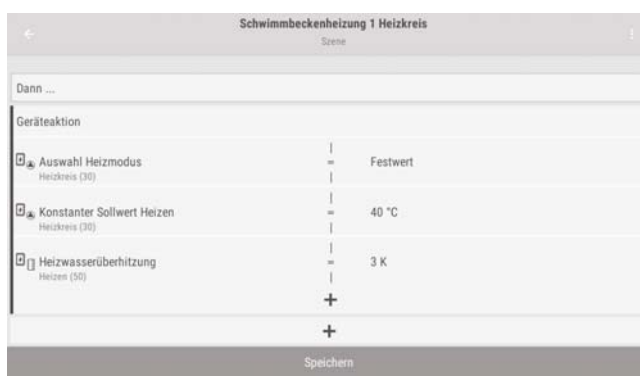 Schwimmbeckenheizung 1 Heizkreis
Szene
Dann ...
Geräteaktion
Auswahl Heizmodus
Heizkreis (30)
=
Festwert
Konstanter Sollwert Heizen
Heizkreis (30)
=
40 °C
Heizwasserüberhitzung
Heizen (50)
=
3 K
+
+
Speichern